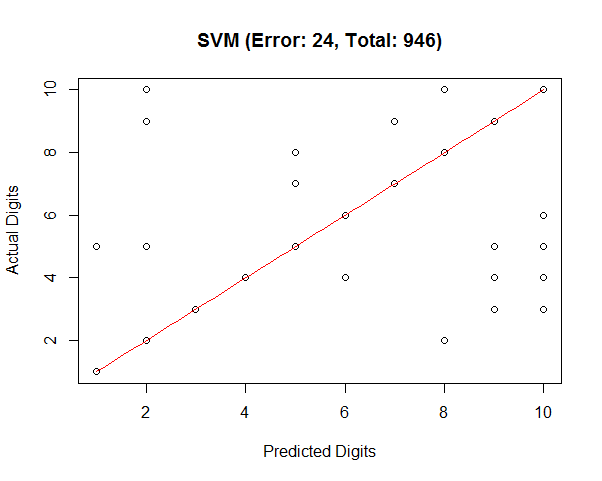 SVM (Error: 24, Total: 946)
Actual Digits
10
8
6
4
2
2 4 6 8 10
Predicted Digits